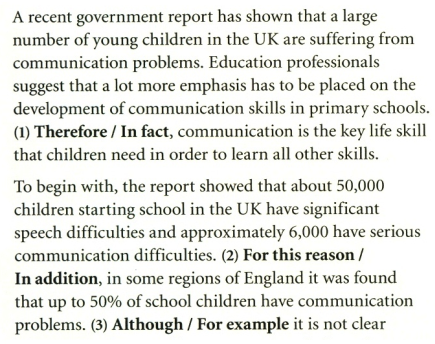 A recent government report has shown that a large
number of young children in the UK are suffering from
communication problems. Education professionals
suggest that a lot more emphasis has to be placed on the
development of communication skills in primary schools.
(1) Therefore / In fact, communication is the key life skill
that children need in order to learn all other skills.
To begin with, the report showed that about 50,000
children starting school in the UK have significant
speech difficulties and approximately 6,000 have serious
communication difficulties. (2) For this reason /
In addition, in some regions of England it was found
that up to 50% of school children have communication
problems. (3) Although / For example it is not clear